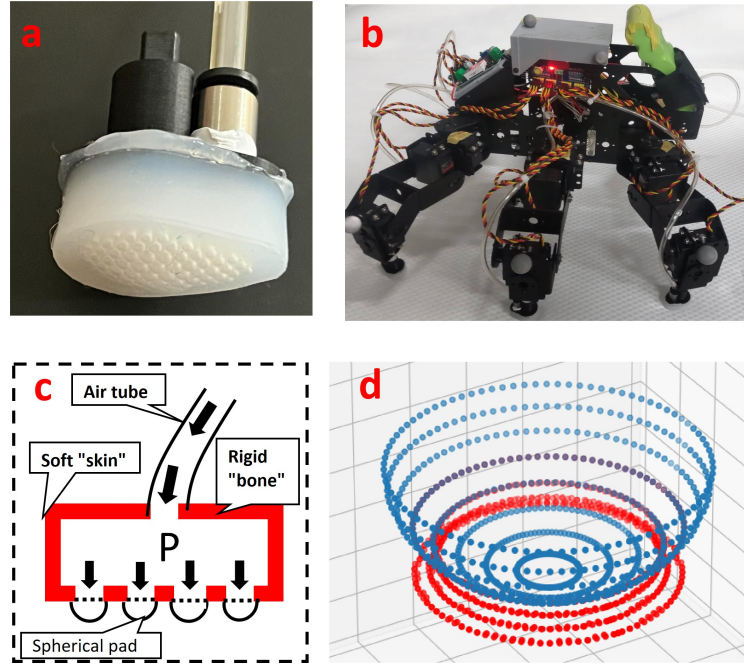 a
b
c
Air tube
Soft "skin"
Rigid
"bone"
P
Spherical pad
d